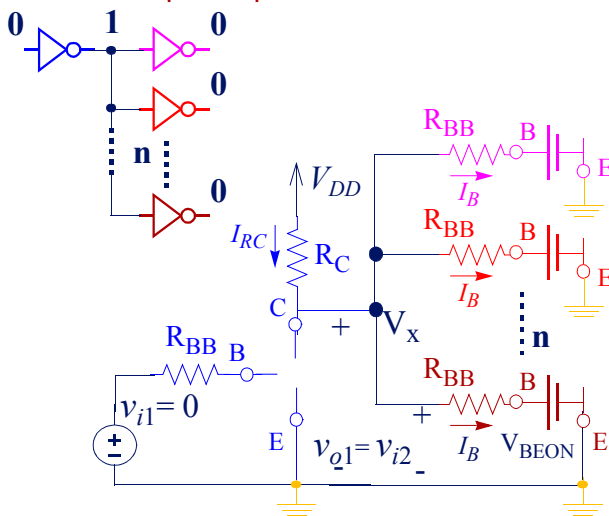 0 1 0
0
n
0
V_DD
R_BB B E
I_B
I_RC R_C
R_BB B E
I_B
C
+ V_x
n
R_BB B
R_BB B
v_i1 = 0
+
+
-
E
v_o1 = v_i2 -
I_B V_BEON E